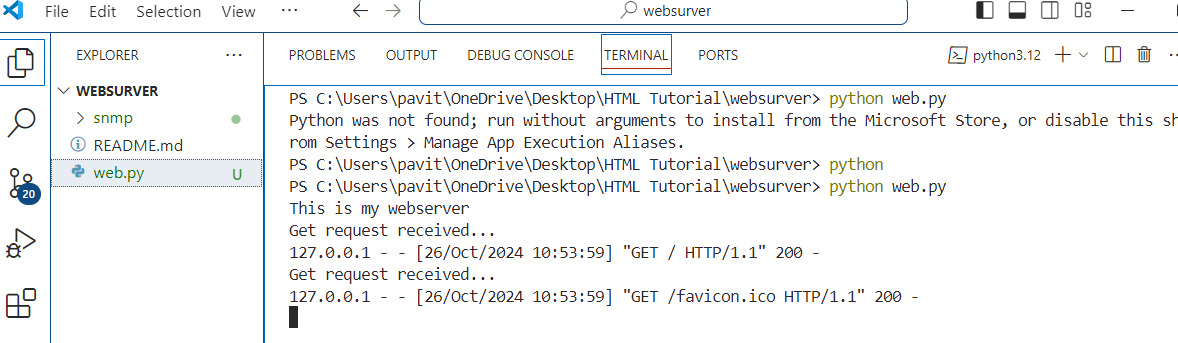 File Edit Selection View ... websurver
EXPLORER ...
WEBSURVER
snmp
README.md
web.py U
20
PROBLEMS OUTPUT DEBUG CONSOLE TERMINAL PORTS python3.12
PS C:\Users\pavit\OneDrive\Desktop\HTML Tutorial\websurver> python web.py
Python was not found; run without arguments to install from the Microsoft Store, or disable this sh
rom Settings > Manage App Execution Aliases.
PS C:\Users\pavit\OneDrive\Desktop\HTML Tutorial\websurver> python
PS C:\Users\pavit\OneDrive\Desktop\HTML Tutorial\websurver> python web.py
This is my webserver
Get request received...
127.0.0.1 - - [26/Oct/2024 10:53:59] "GET / HTTP/1.1" 200 -
Get request received...
127.0.0.1 - - [26/Oct/2024 10:53:59] "GET /favicon.ico HTTP/1.1" 200 -